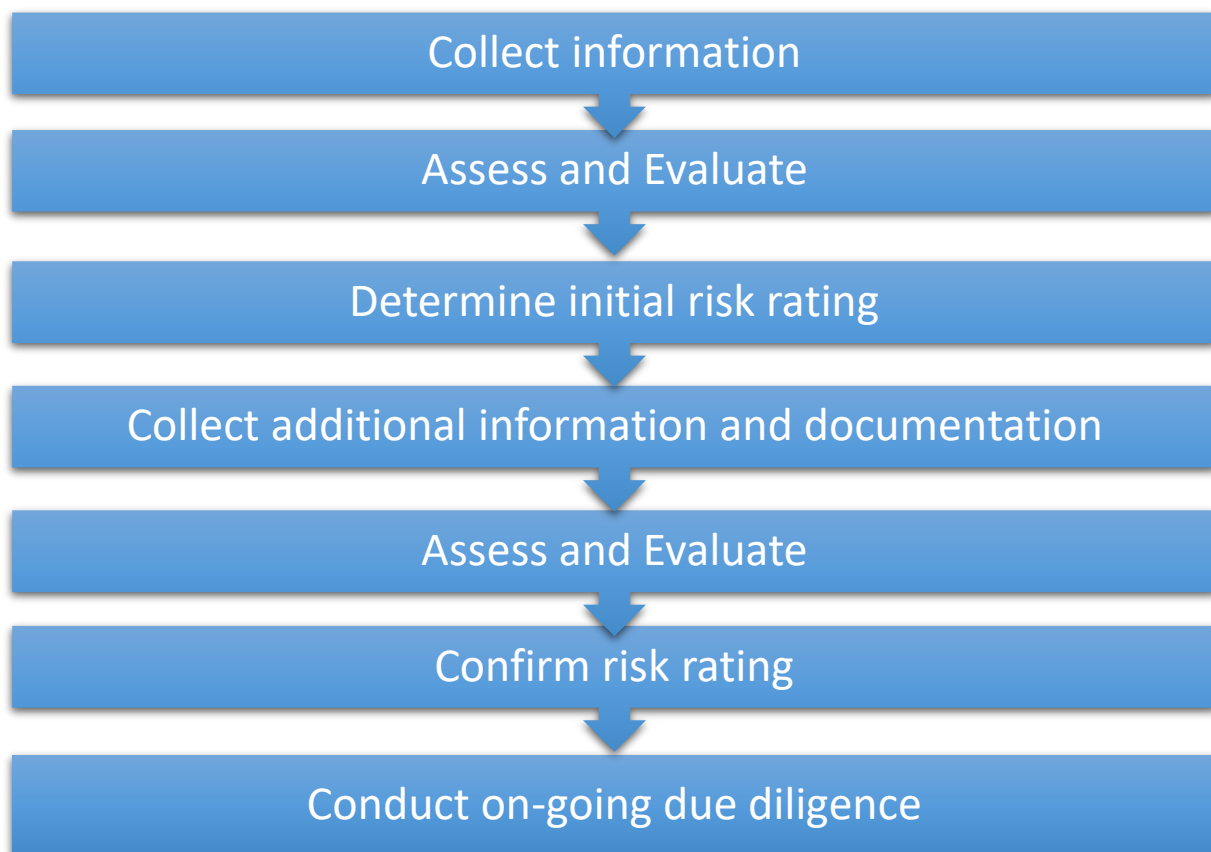 Collect information
Assess and Evaluate
Determine initial risk rating
Collect additional information and documentation
Assess and Evaluate
Confirm risk rating
Conduct on-going due diligence